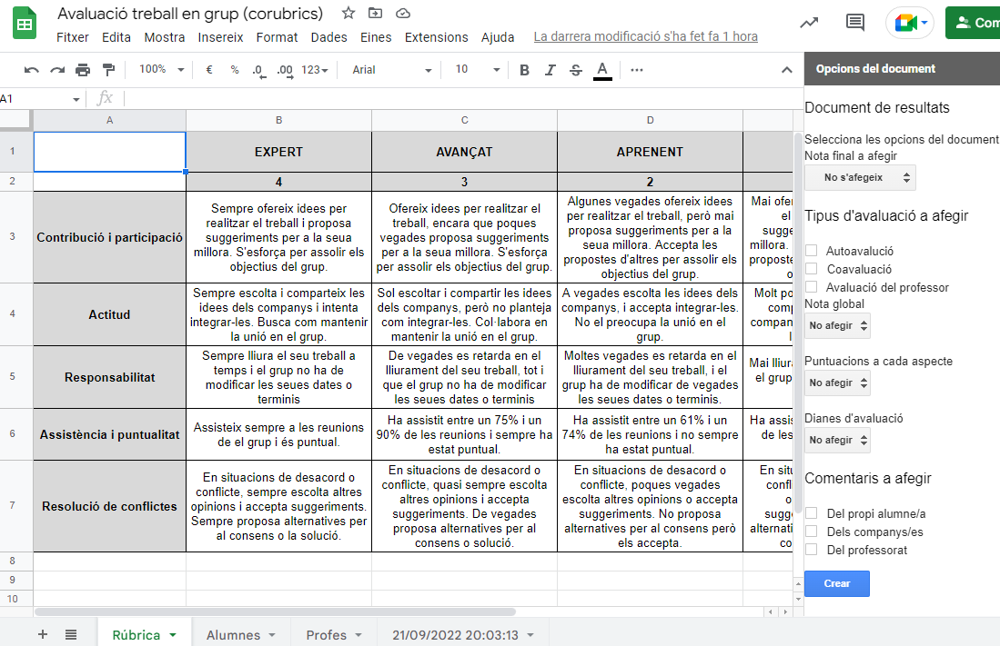 Avaluació treball en grup (corubrics)
Fitxer Edita Mostra Insereix Format Dades Eines Extensions Ajuda La darrera modificació s'ha fet fa 1 hora
Com
100% € % .0 .00 123 Arial 10 B I S A
A1 fx
A B C D
1 EXPERT AVANÇAT APRENENT
2 4 3 2
3 Contribució i participació
Sempre ofereix idees per
realitzar el treball i proposa
suggeriments per a la seua
millora. S'esforça per assolir els
objectius del grup.
Ofereix idees per realitzar el
treball, encara que poques
vegades proposa suggeriments
per a la seua millora. S'esforça
per assolir els objectius del grup.
Algunes vegades ofereix idees
per realitzar el treball, però mai
proposa suggeriments per a la
seua millora. Accepta les
propostes d'altres per assolir els
objectius del grup.
Mai ofe
el
sugge
millora.
propost
o
4 Actitud
Sempre escolta i comparteix les
idees dels companys i intenta
integrar-les. Busca com mantenir
la unió en el grup.
Sol escoltar i compartir les idees
dels companys, però no planteja
com integrar-les. Col·labora en
mantenir la unió en el grup.
A vegades escolta les idees dels
companys, i accepta integrar-les.
No el preocupa la unió en el
grup.
Molt po
comp
compan
5 Responsabilitat
Sempre lliura el seu treball a
temps i el grup no ha de
modificar les seues dates o
terminis
De vegades es retarda en el
lliurament del seu treball, tot i
que el grup no ha de modificar
les seues dates o terminis
Moltes vegades es retarda en el
lliurament del seu treball, i el
grup ha de modificar de vegades
les seues dates o terminis.
Mai lliur
el grup
6 Assistència i puntualitat
Assisteix sempre a les reunions
de el grup i és puntual.
Ha assistit entre un 75% i un
90% de les reunions i sempre ha
estat puntual.
Ha assistit entre un 61% i un
74% de les reunions i no sempre
ha estat puntual.
Ha assis
de les
7 Resolució de conflictes
En situacions de desacord o
conflicte, sempre escolta altres
opinions i accepta suggeriments.
Sempre proposa alternatives per
al consens o la solució.
En situacions de desacord o
conflicte, quasi sempre escolta
altres opinions i accepta
suggeriments. De vegades
proposa alternatives per al
consens o solució.
En situacions de desacord o
conflicte, poques vegades
escolta altres opinions o accepta
suggeriments. No proposa
alternatives per al consens però
els accepta.
En situ
confl
o
sugg
alternati
co
8
9
10
Rúbrica Alumnes Profes 21/09/2022 20:03:13
Opcions del document
Document de resultats
Selecciona les opcions del document
Nota final a afegir
No s'afegeix
Tipus d'avaluació a afegir
Autoavalució
Coavaluació
Avaluació del professor
Nota global
No afegir
Puntuacions a cada aspecte
No afegir
Dianes d'avaluació
No afegir
Comentaris a afegir
Del propi alumne/a
Dels companys/es
Del professorat
Crear